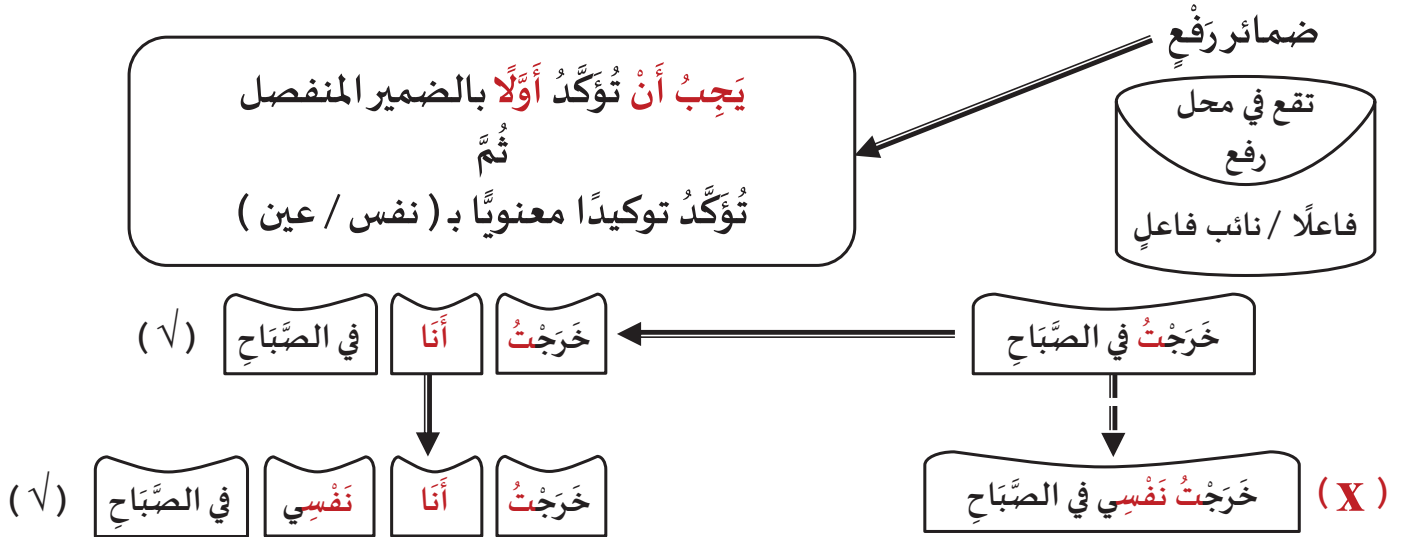 ضمائر رَفْعٍ
تقع في محل
رفع
فاعلًا / نائب فاعلٍ
يَجِبُ أَنْ تُؤَكَّدُ أَوَّلًا بالضمير المنفصل
ثُمَّ
تُؤَكَّدُ توكيدًا معنويًّا بـ ( نفس / عين )
خَرَجْتُ في الصَّبَاحِ
خَرَجْتُ أَنَا في الصَّبَاحِ (√)
(X) خَرَجْتُ نَفْسِي في الصَّبَاحِ
خَرَجْتُ أَنَا نَفْسِي في الصَّبَاحِ (√)